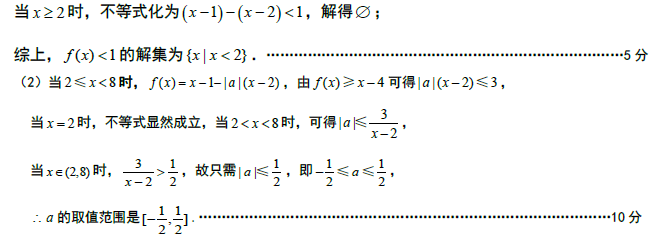 当 x ≥ 2 时，不等式化为 (x−1)−(x−2)<1，解得∅；
综上，f(x)<1 的解集为{x|x<2}．…………………………………………………………5 分
（2）当 2≤x<8时，f(x)=x−1−|a|(x−2)，由 f(x)≥x−4 可得|a|(x−2)≤3，
当 x=2 时，不等式显然成立，当 2<x<8 时，可得|a|≤3/(x−2)，
当 x∈(2,8) 时，3/(x−2)>1/2，故只需|a|≤1/2，即−1/2≤a≤1/2，
∴a 的取值范围是[−1/2,1/2]．…………………………………………………………10 分